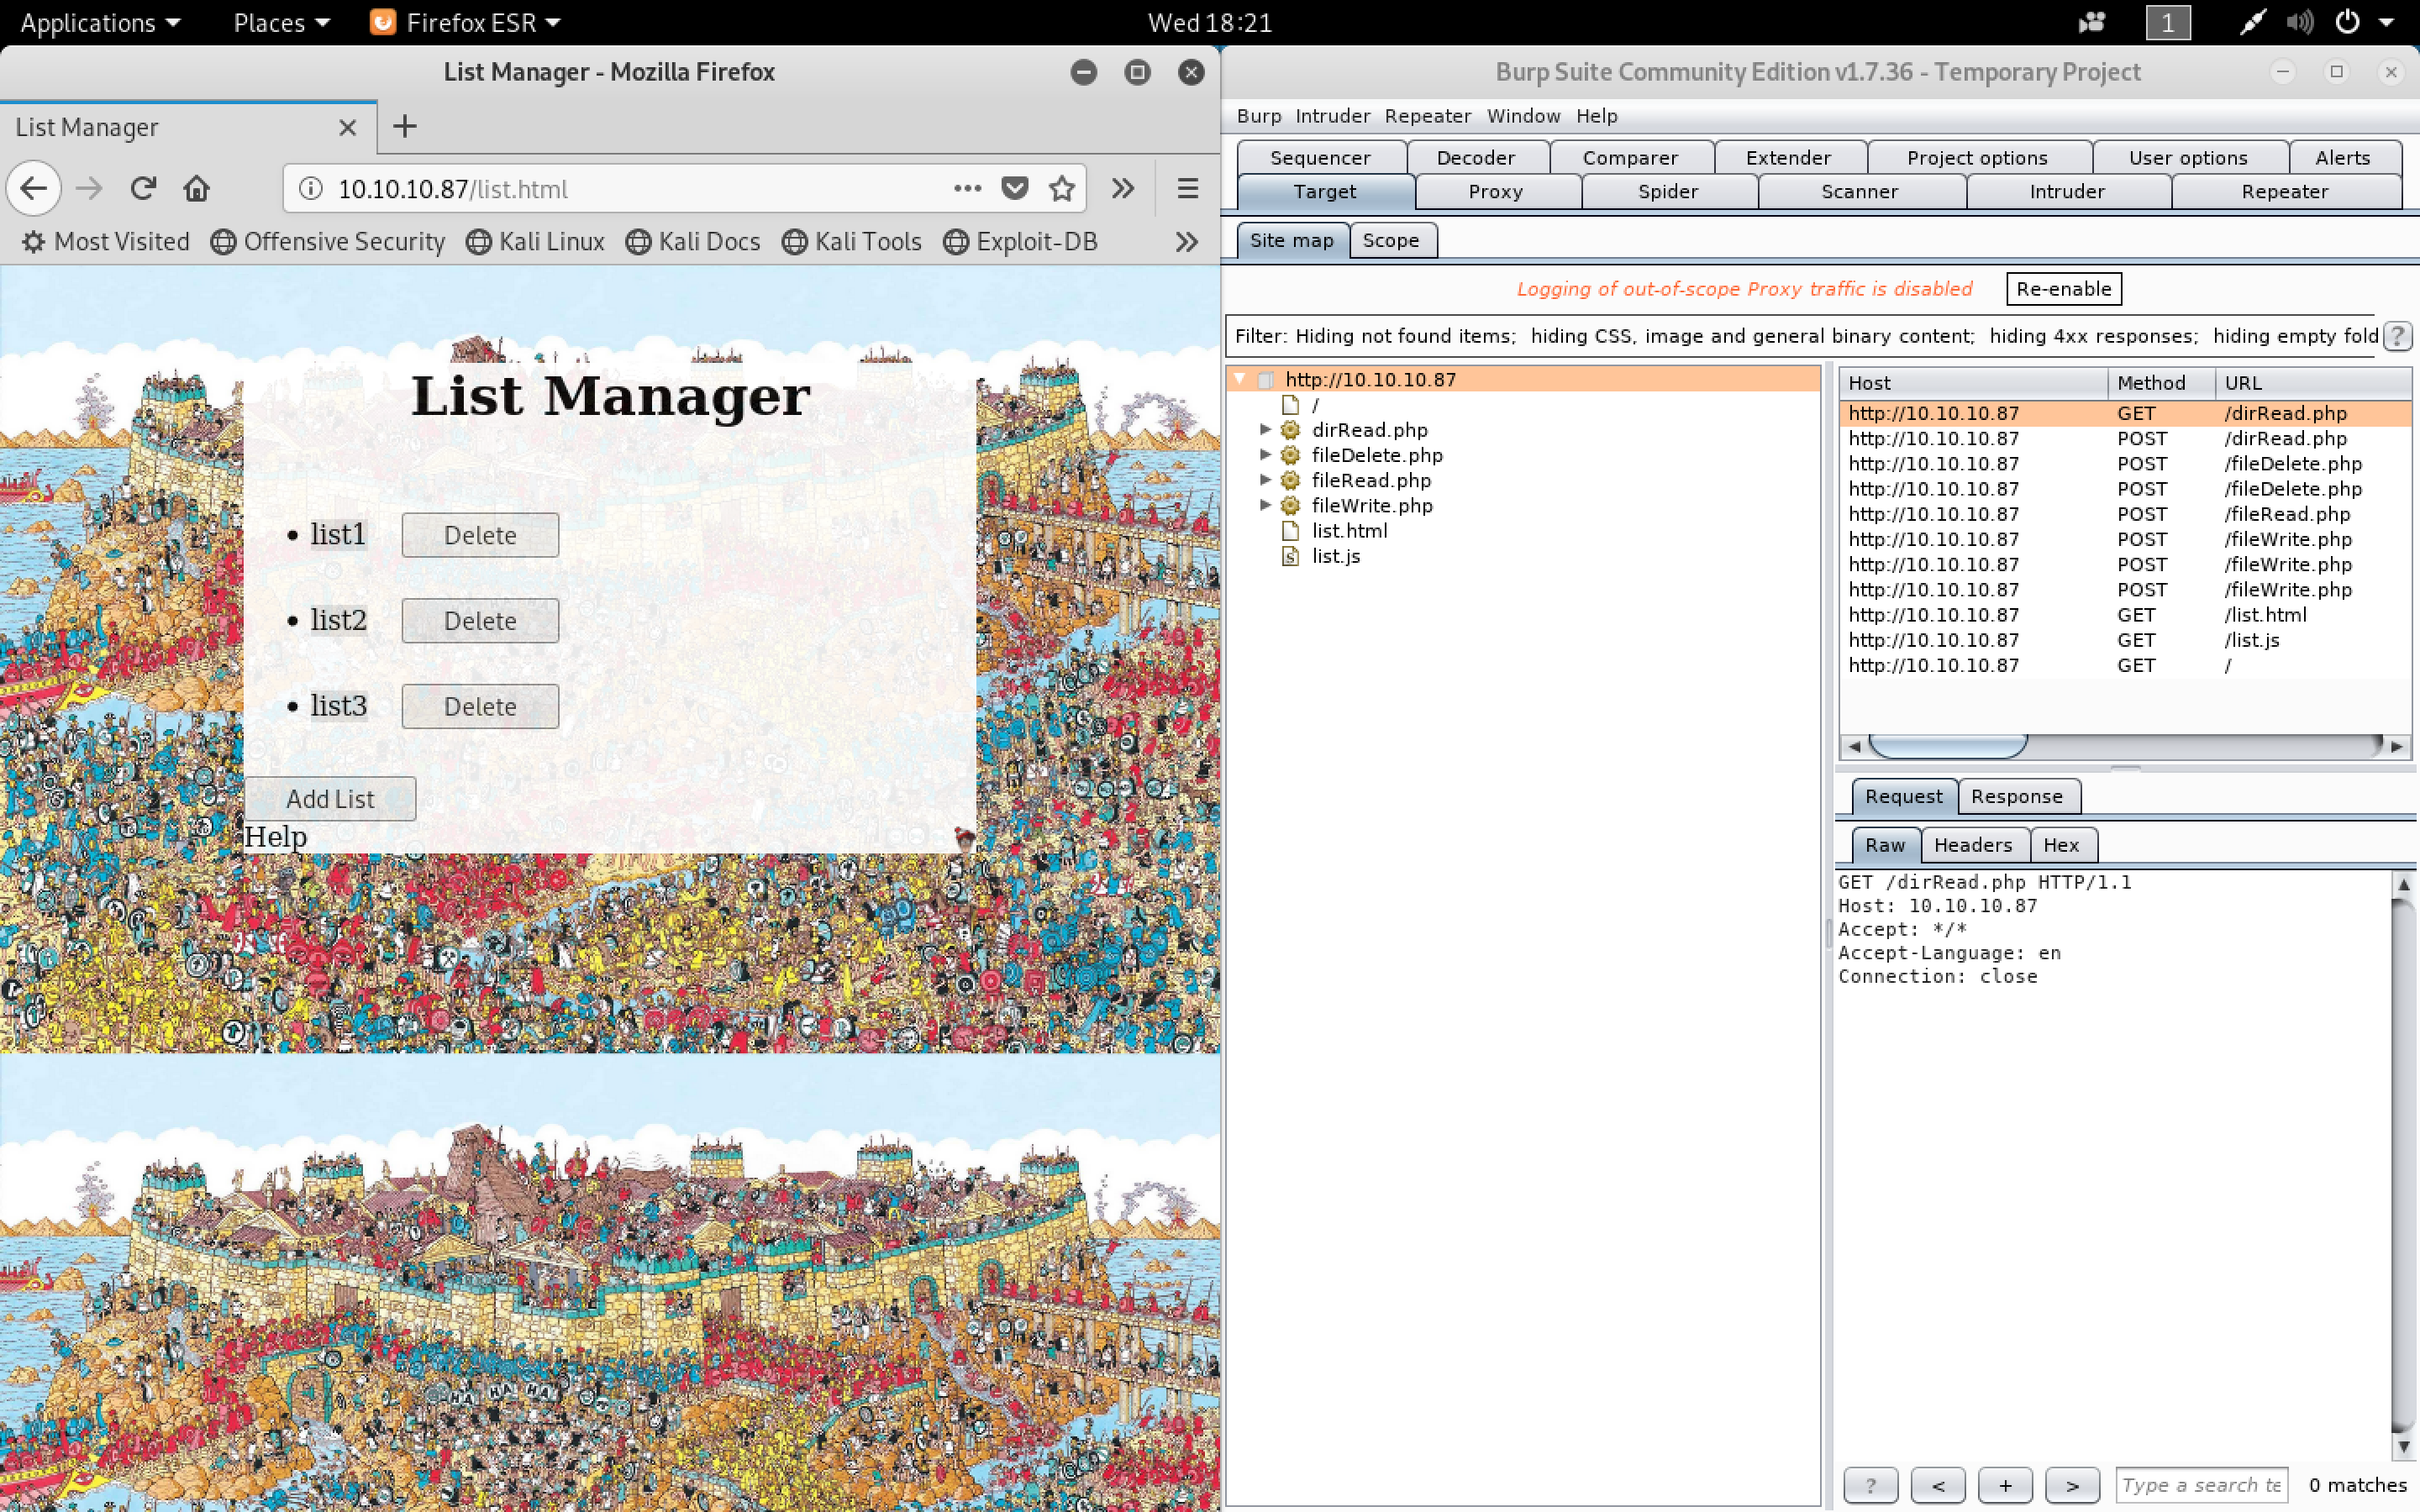 Applications Places Firefox ESR Wed 18:21 1
List Manager - Mozilla Firefox
List Manager
10.10.10.87/list.html
Most Visited Offensive Security Kali Linux Kali Docs Kali Tools Exploit-DB
List Manager
• list1 Delete
• list2 Delete
• list3 Delete
Add List
Help
HA HA HA
Burp Suite Community Edition v1.7.36 - Temporary Project
Burp Intruder Repeater Window Help
Sequencer Decoder Comparer Extender Project options User options Alerts
Target Proxy Spider Scanner Intruder Repeater
Site map Scope
Logging of out-of-scope Proxy traffic is disabled Re-enable
Filter: Hiding not found items; hiding CSS, image and general binary content; hiding 4xx responses; hiding empty fold ?
http://10.10.10.87
/
dirRead.php
fileDelete.php
fileRead.php
fileWrite.php
list.html
list.js
Host Method URL
http://10.10.10.87 GET /dirRead.php
http://10.10.10.87 POST /dirRead.php
http://10.10.10.87 POST /fileDelete.php
http://10.10.10.87 POST /fileDelete.php
http://10.10.10.87 POST /fileRead.php
http://10.10.10.87 POST /fileWrite.php
http://10.10.10.87 POST /fileWrite.php
http://10.10.10.87 POST /fileWrite.php
http://10.10.10.87 GET /list.html
http://10.10.10.87 GET /list.js
http://10.10.10.87 GET /
Request Response
Raw Headers Hex
GET /dirRead.php HTTP/1.1
Host: 10.10.10.87
Accept: */*
Accept-Language: en
Connection: close
? < + > Type a search te 0 matches